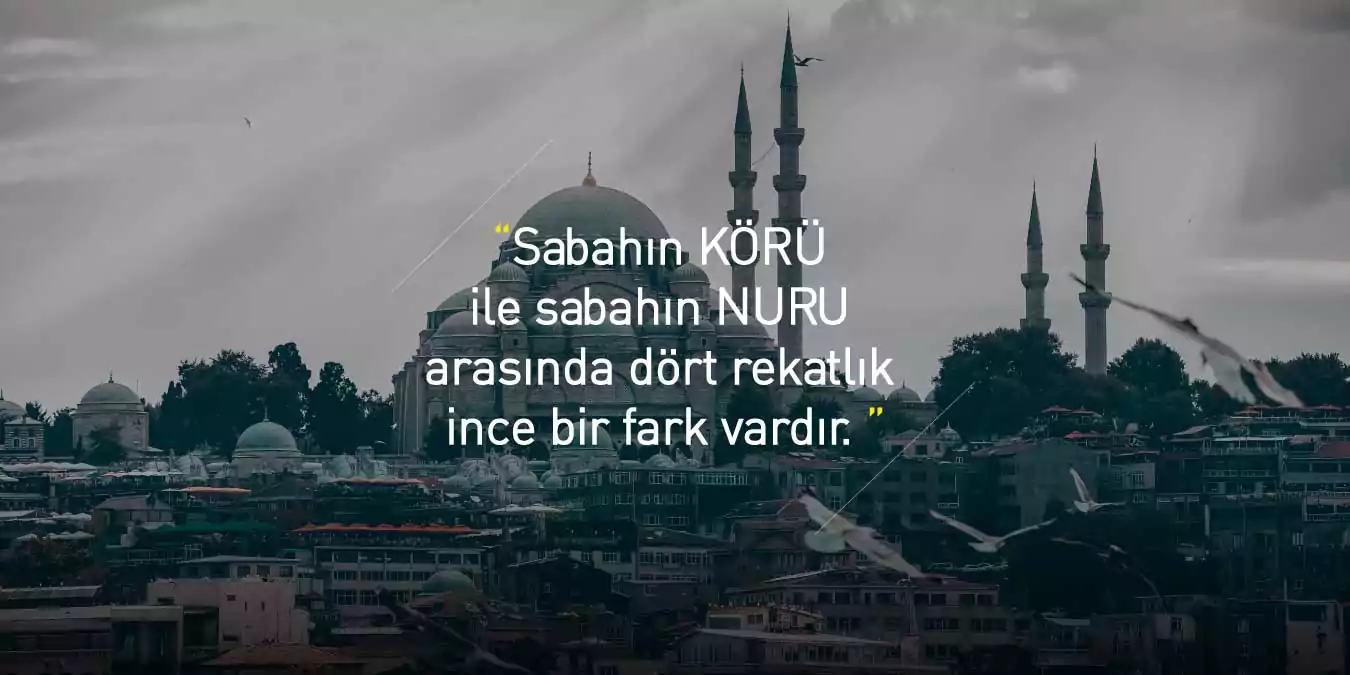 “Sabahın KÖRÜ
ile sabahın NURU
arasında dört rekatlık
ince bir fark vardır.”